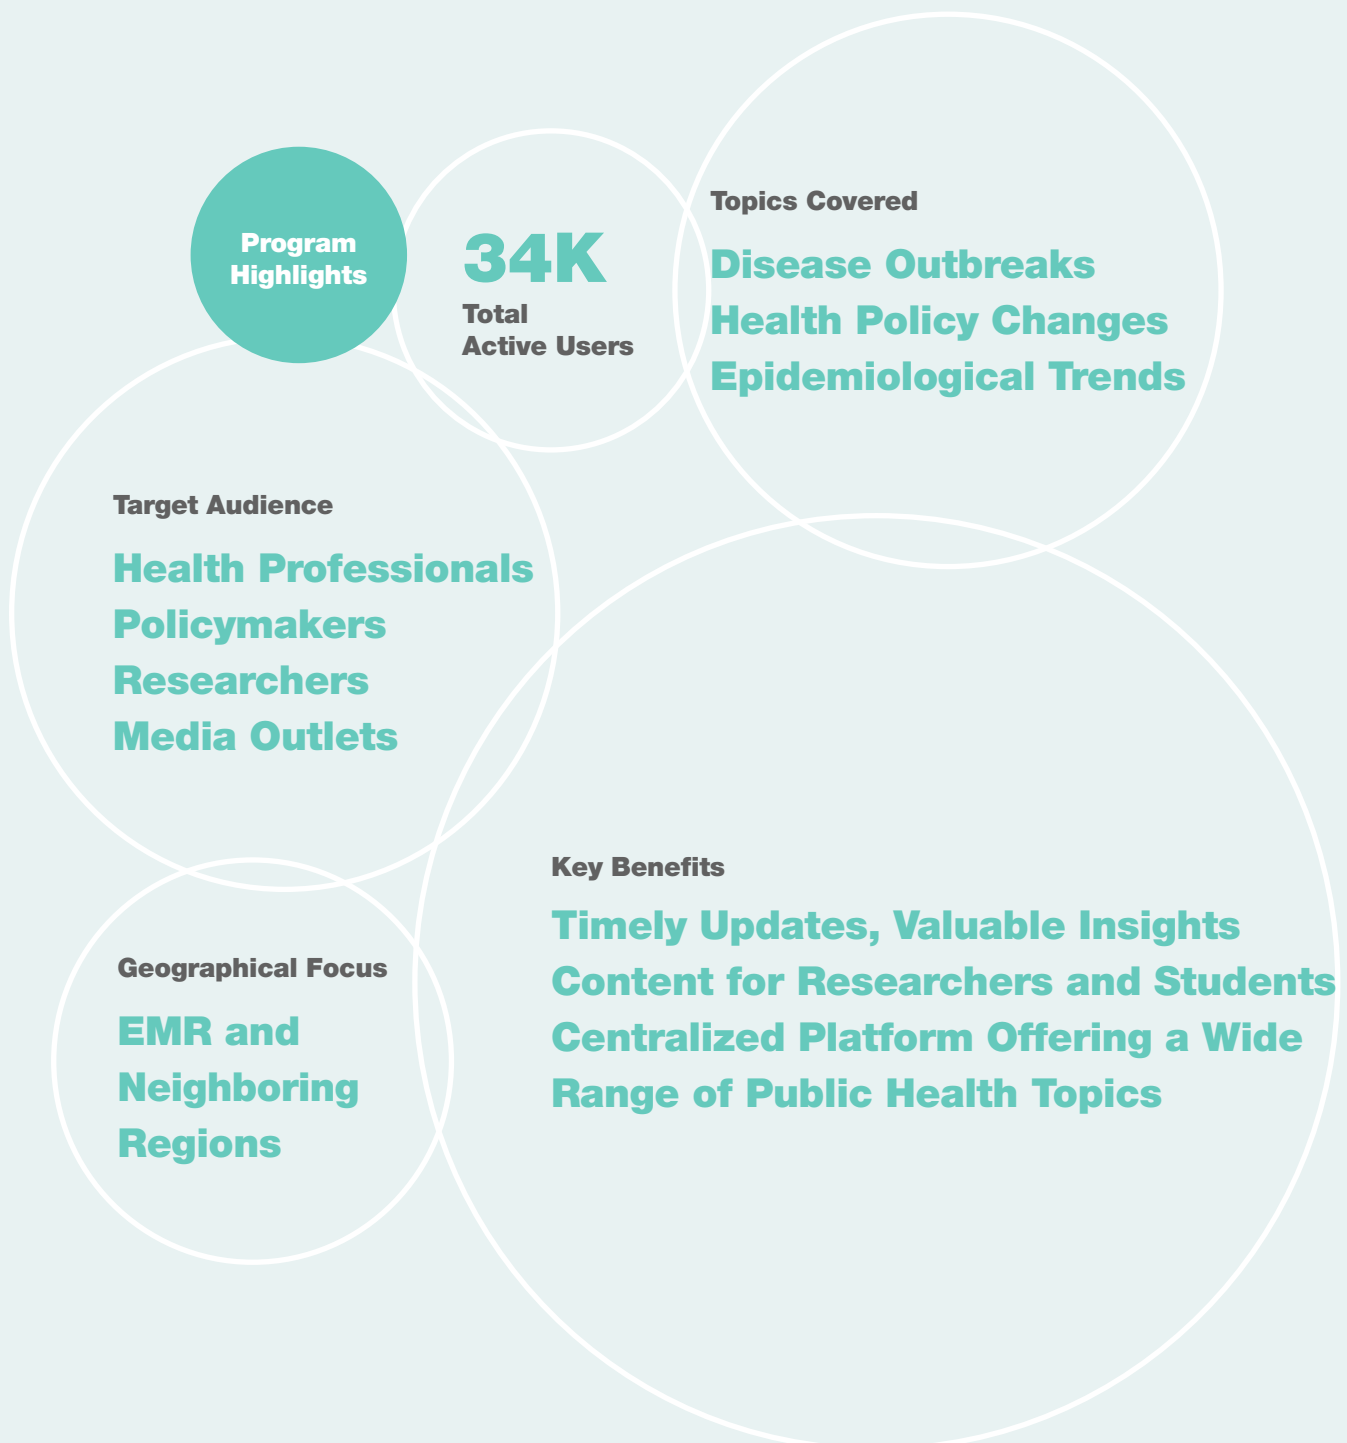 Program
Highlights
34K
Total
Active Users
Topics Covered
Disease Outbreaks
Health Policy Changes
Epidemiological Trends
Target Audience
Health Professionals
Policymakers
Researchers
Media Outlets
Key Benefits
Timely Updates, Valuable Insights
Content for Researchers and Students
Centralized Platform Offering a Wide
Range of Public Health Topics
Geographical Focus
EMR and
Neighboring
Regions